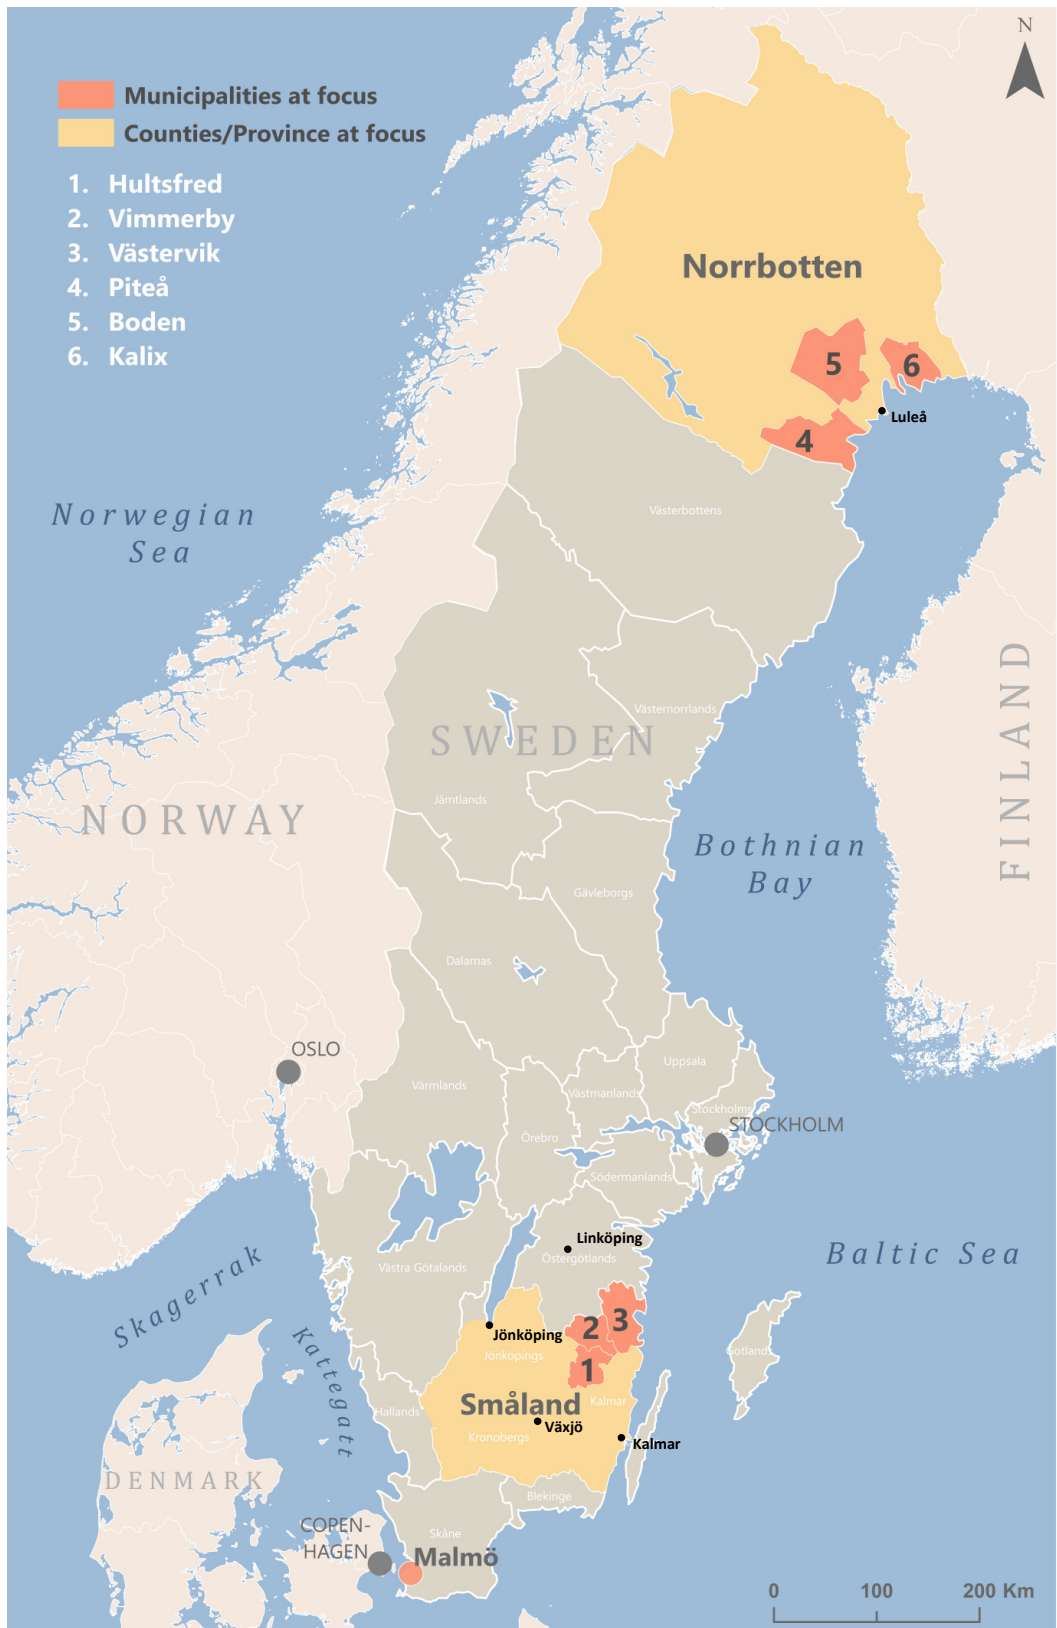 N
Municipalities at focus
Counties/Province at focus
1. Hultsfred
2. Vimmerby
3. Västervik
4. Piteå
5. Boden
6. Kalix
Norrbotten
5
6
4
Luleå
Norwegian
Sea
Västerbottens
FINLAND
Västernorrlands
SWEDEN
Jämtlands
NORWAY
Bothnian
Bay
Gävleborgs
Dalarnas
OSLO
Uppsala
Värmlands
Västmanlands
Stockholms
STOCKHOLM
Örebro
Södermanlands
Linköping
Östergötlands
Baltic Sea
Västra Götalands
Skagerrak
Kattegatt
3
2
Jönköping
Jönköpings
Gotlands
1
Småland
Kalmar
Hallands
Växjö
Kronobergs
Kalmar
DENMARK
Blekinge
COPEN-
HAGEN
Skåne
Malmö
0 100 200 Km